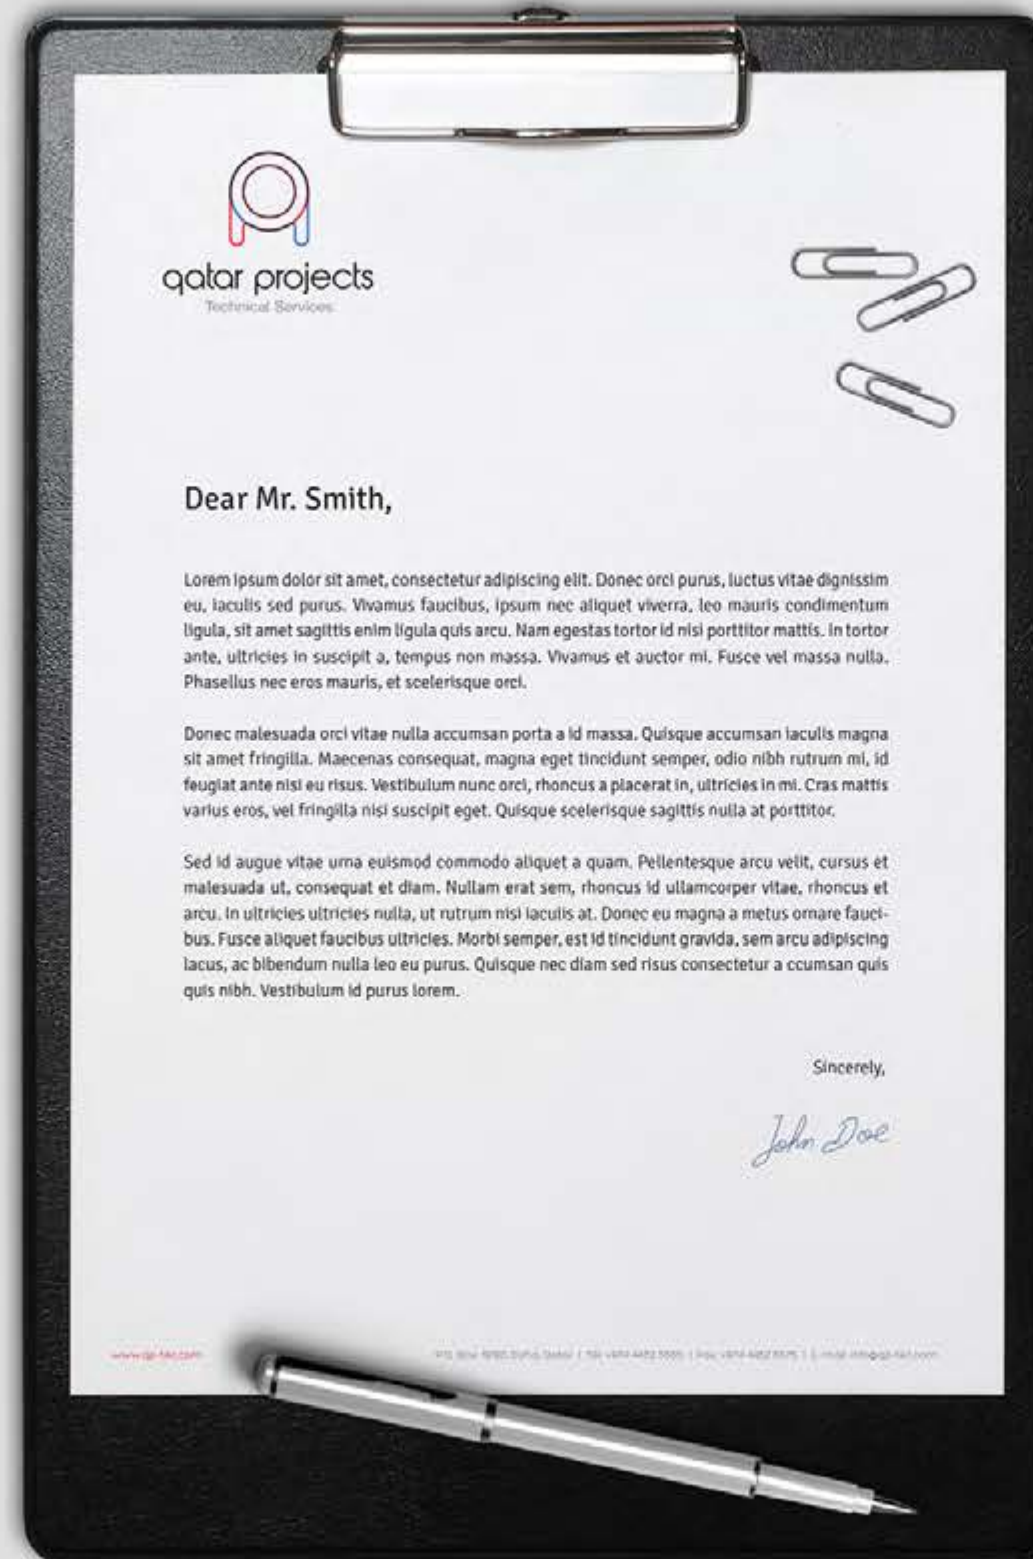 qatar projects
Technical Services
Dear Mr. Smith,
Lorem ipsum dolor sit amet, consectetur adipiscing elit. Donec orci purus, luctus vitae dignissim
eu, iaculis sed purus. Vivamus faucibus, ipsum nec aliquet viverra, leo mauris condimentum
ligula, sit amet sagittis enim ligula quis arcu. Nam egestas tortor id nisi porttitor mattis. In tortor
ante, ultricies in suscipit a, tempus non massa. Vivamus et auctor mi. Fusce vel massa nulla.
Phasellus nec eros mauris, et scelerisque orci.
Donec malesuada orci vitae nulla accumsan porta a id massa. Quisque accumsan iaculis magna
sit amet fringilla. Maecenas consequat, magna eget tincidunt semper, odio nibh rutrum mi, id
feugiat ante nisi eu risus. Vestibulum nunc orci, rhoncus a placerat in, ultricies in mi. Cras mattis
varius eros, vel fringilla nisi suscipit eget. Quisque scelerisque sagittis nulla at porttitor.
Sed id augue vitae urna euismod commodo aliquet a quam. Pellentesque arcu velit, cursus et
malesuada ut, consequat et diam. Nullam erat sem, rhoncus id ullamcorper vitae, rhoncus et
arcu. In ultricies ultricies nulla, ut rutrum nisi iaculis at. Donec eu magna a metus ornare fauci-
bus. Fusce aliquet faucibus ultricies. Morbi semper, est id tincidunt gravida, sem arcu adipiscing
lacus, ac bibendum nulla leo eu purus. Quisque nec diam sed risus consectetur a ccumsan quis
quis nibh. Vestibulum id purus lorem.
Sincerely,
John Doe
www.qp-tec.com